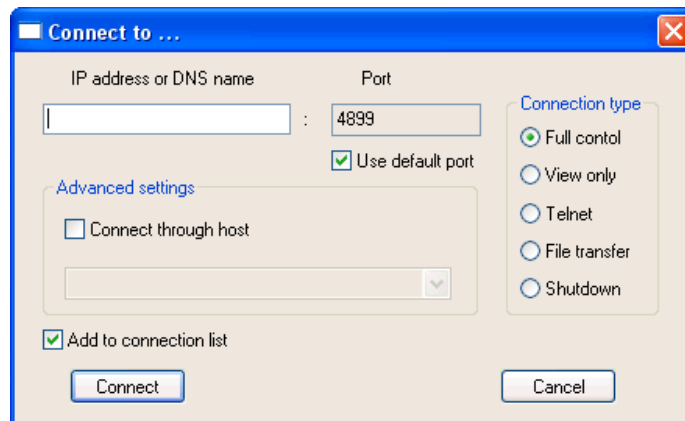 Connect to ...
IP address or DNS name
Port
:
4899
Use default port
Connection type
Full contol
View only
Telnet
File transfer
Shutdown
Advanced settings
Connect through host
Add to connection list
Connect
Cancel